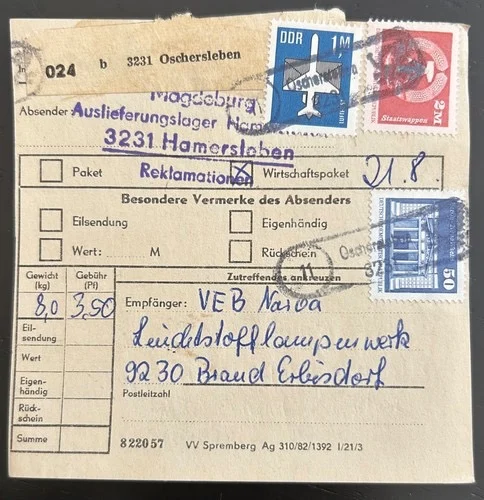 024 b 3231 Oschersleben
DDR 1M
2M
Staatswappen
Absender
Magdeburg
Auslieferungslager
3231 Hamersleben
Reklamationen
Paket
Wirtschaftspaket
21.8.
Besondere Vermerke des Absenders
Eilsendung
Eigenhändig
Wert: M
Rückschein
Oschersleben
11
50
Zutreffendes ankreuzen
Gewicht (kg)
Gebühr (Pf)
8,0
3,50
Eil-
sendung
Wert
Eigen-
händig
Rück-
schein
Summe
Empfänger: VEB Narva
Leuchtstofflampenwerk
9230 Brand Erbisdorf
Postleitzahl
822057 VV Spremberg Ag 310/82/1392 I/21/3